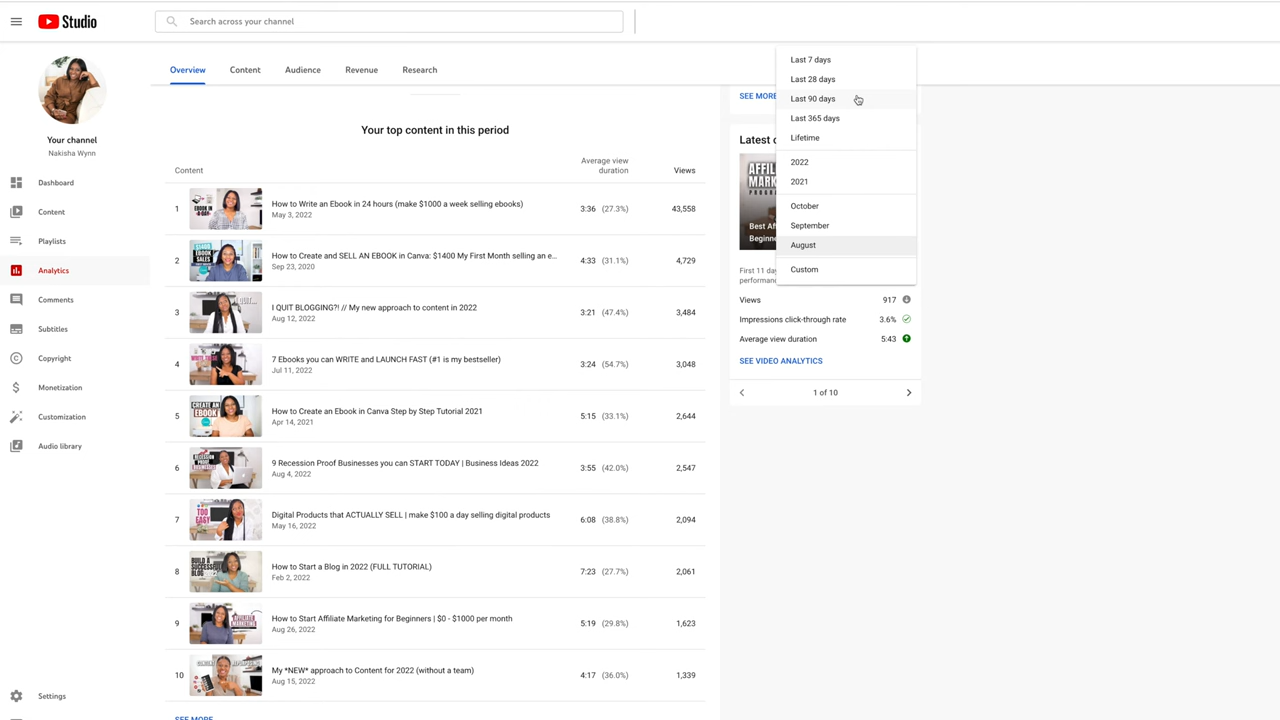 Studio
Search across your channel
Overview
Content
Audience
Revenue
Research
Your channel
Nakisha Wynn
Dashboard
Content
Playlists
Analytics
Comments
Subtitles
Copyright
Monetization
Customization
Audio library
Settings
Your top content in this period
Content
Average view
duration
Views
1
How to Write an Ebook in 24 hours (make $1000 a week selling ebooks)
May 3, 2022
3:36 (27.3%)
43,558
2
How to Create and SELL AN EBOOK in Canva: $1400 My First Month selling an e...
Sep 23, 2020
4:33 (31.1%)
4,729
3
I QUIT BLOGGING?! // My new approach to content in 2022
Aug 12, 2022
3:21 (47.4%)
3,484
4
7 Ebooks you can WRITE and LAUNCH FAST (#1 is my bestseller)
Jul 11, 2022
3:24 (54.7%)
3,048
5
How to Create an Ebook in Canva Step by Step Tutorial 2021
Apr 14, 2021
5:15 (33.1%)
2,644
6
9 Recession Proof Businesses you can START TODAY | Business Ideas 2022
Aug 4, 2022
3:55 (42.0%)
2,547
7
TOO
EASY
Digital Products that ACTUALLY SELL | make $100 a day selling digital products
May 16, 2022
6:08 (38.8%)
2,094
8
How to Start a Blog in 2022 (FULL TUTORIAL)
Feb 2, 2022
7:23 (27.7%)
2,061
9
How to Start Affiliate Marketing for Beginners | $0 - $1000 per month
Aug 26, 2022
5:19 (29.8%)
1,623
10
My *NEW* approach to Content for 2022 (without a team)
Aug 15, 2022
4:17 (36.0%)
1,339
SEE MORE
SEE MORE
Last 7 days
Last 28 days
Last 90 days
Last 365 days
Lifetime
2022
2021
October
September
August
Custom
Latest
Best
First 11
Views
917
Impressions click-through rate
3.6%
Average view duration
5:43
SEE VIDEO ANALYTICS
1 of 10